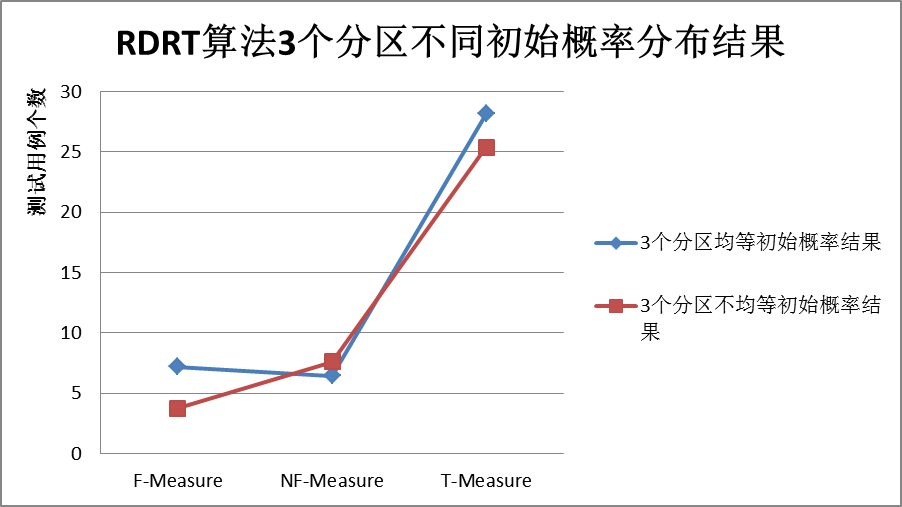 RDRT算法3个分区不同初始概率分布结果
测试用例个数
30
25
20
15
10
5
0
F-Measure
NF-Measure
T-Measure
3个分区均等初始概率结果
3个分区不均等初始概率结
果